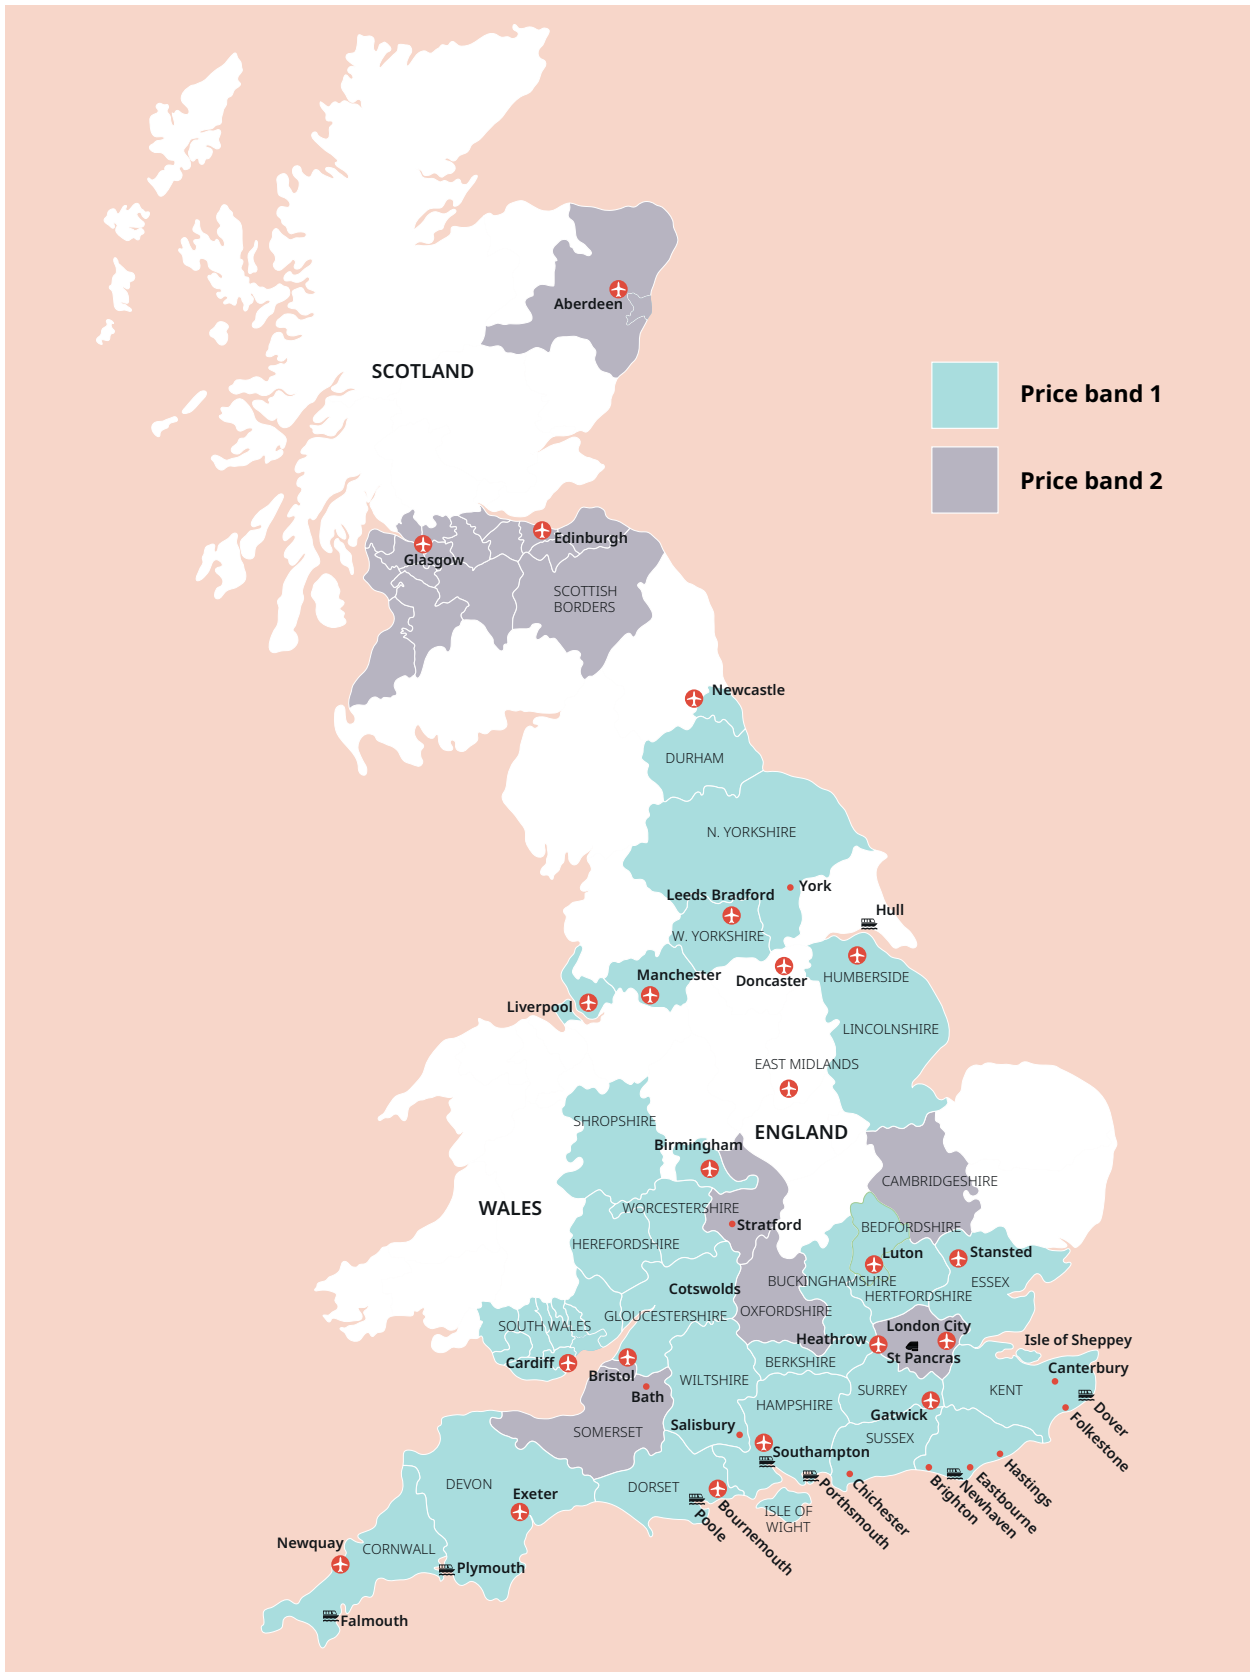 Aberdeen
SCOTLAND
Price band 1
Price band 2
Edinburgh
Glasgow
SCOTTISH
BORDERS
Newcastle
DURHAM
N. YORKSHIRE
York
Leeds Bradford
Hull
W. YORKSHIRE
Manchester
Doncaster
HUMBERSIDE
Liverpool
LINCOLNSHIRE
EAST MIDLANDS
SHROPSHIRE
ENGLAND
Birmingham
CAMBRIDGESHIRE
WALES
WORCESTERSHIRE
Stratford
BEDFORDSHIRE
HEREFORDSHIRE
Luton
Stansted
BUCKINGHAMSHIRE
ESSEX
Cotswolds
HERTFORDSHIRE
OXFORDSHIRE
GLOUCESTERSHIRE
SOUTH WALES
London City
Heathrow
Isle of Sheppey
St Pancras
Cardiff
BERKSHIRE
Canterbury
Bristol
WILTSHIRE
SURREY
KENT
Bath
HAMPSHIRE
Gatwick
Dover
Folkestone
Salisbury
SOMERSET
SUSSEX
Southampton
Hastings
DEVON
DORSET
Exeter
Porthsmouth
Chichester
Brighton
Newhaven
Eastbourne
Poole
Bournemouth
ISLE OF
WIGHT
Newquay
CORNWALL
Plymouth
Falmouth